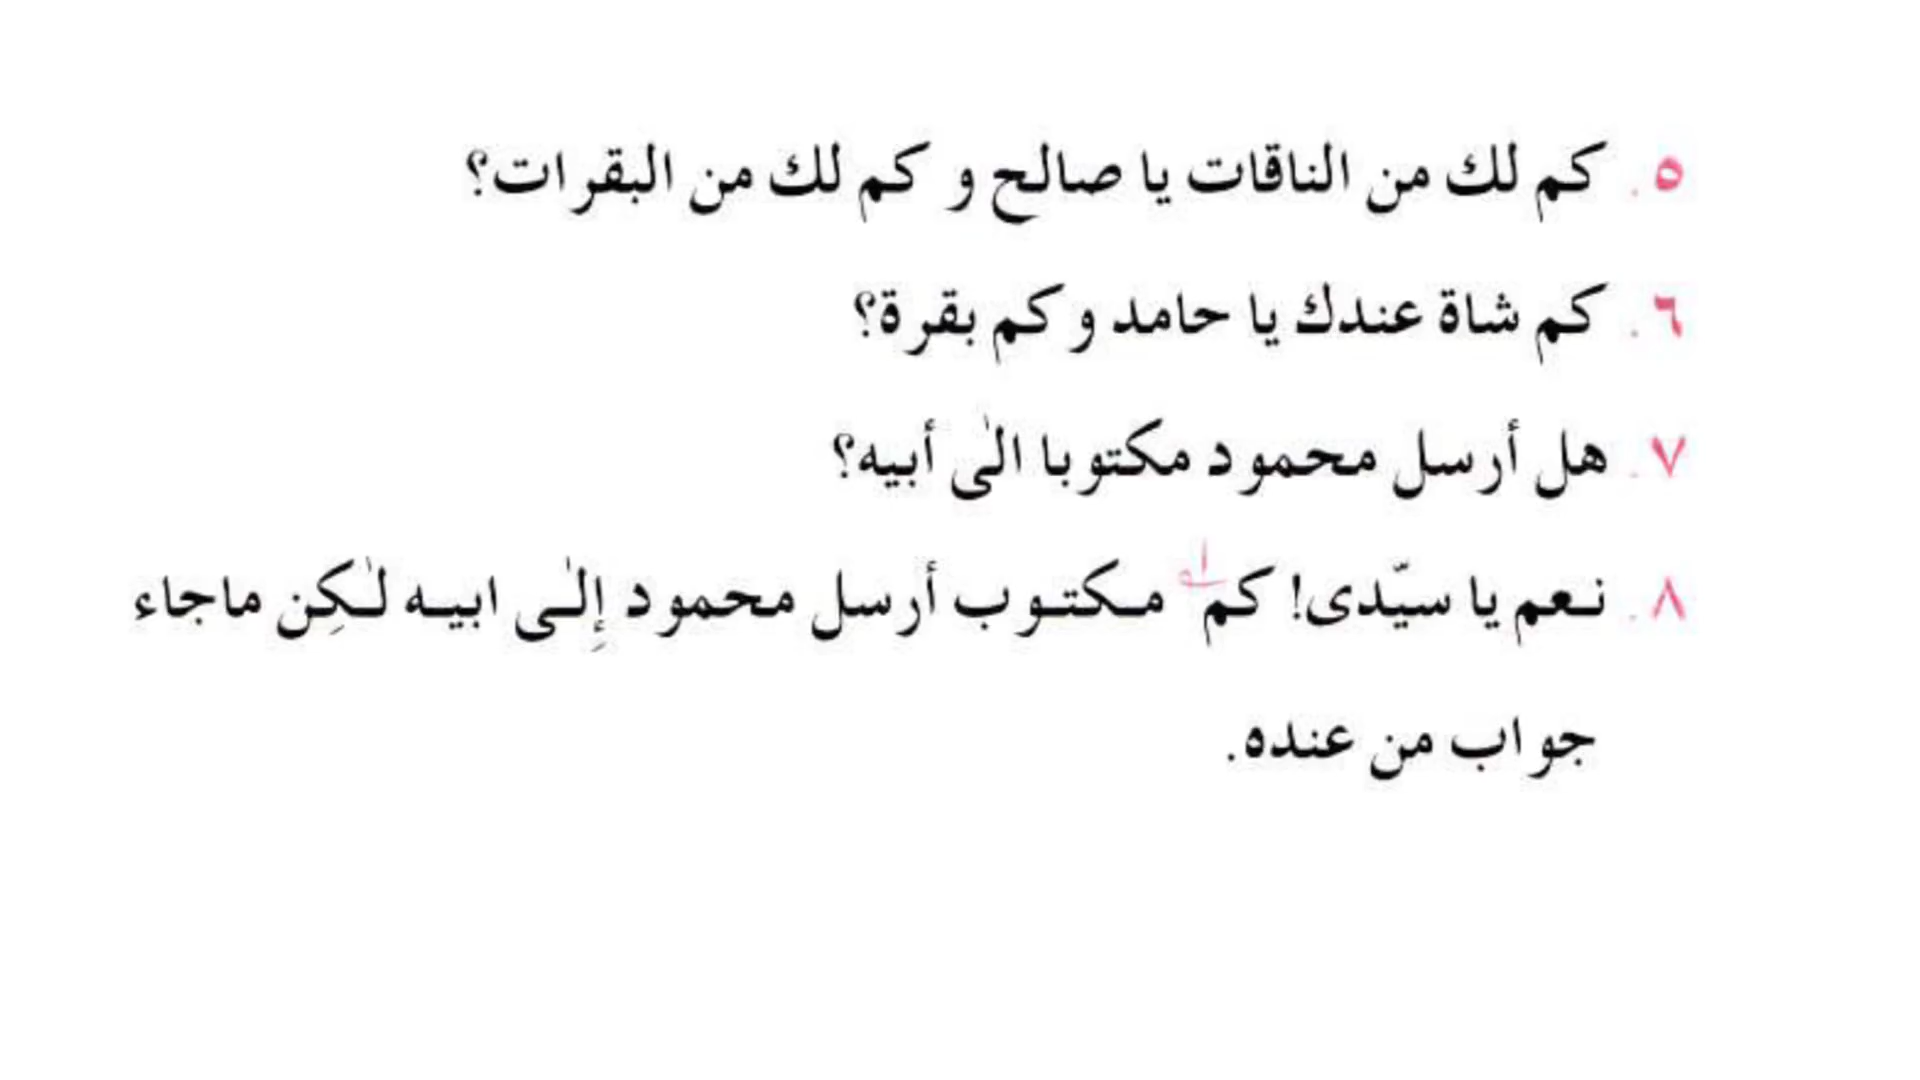 ٥. كم لك من الناقات يا صالح و كم لك من البقرات؟
٦. كم شاة عندك يا حامد و كم بقرة؟
٧. هل أرسل محمود مكتوبا الٰى أبيه؟
٨. نعم يا سيّدى! كم مكتوب أرسل محمود إِلٰى ابيه لٰكِن ماجاء
جواب من عنده.